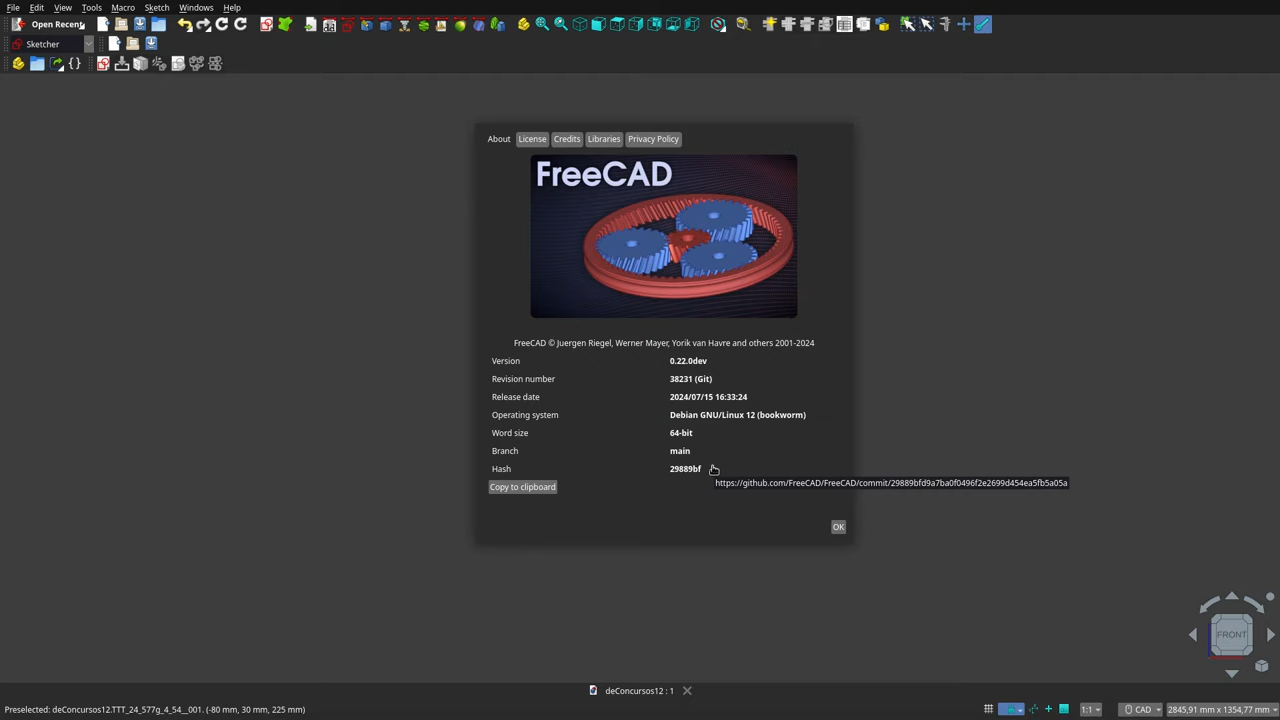 File Edit View Tools Macro Sketch Windows Help
Open Recent
Sketcher
About License Credits Libraries Privacy Policy
FreeCAD
FreeCAD © Juergen Riegel, Werner Mayer, Yorik van Havre and others 2001-2024
Version 0.22.0dev
Revision number 38231 (Git)
Release date 2024/07/15 16:33:24
Operating system Debian GNU/Linux 12 (bookworm)
Word size 64-bit
Branch main
Hash 29889bf
https://github.com/FreeCAD/FreeCAD/commit/29889bfd9a7ba0f0496f2e2699d454ea5fb5a05a
Copy to clipboard
OK
FRONT
deConcursos12 : 1
Preselected: deConcursos12.TTT_24_577g_4_54__001. (-80 mm, 30 mm, 225 mm)
1:1 CAD 2845,91 mm x 1354,77 mm